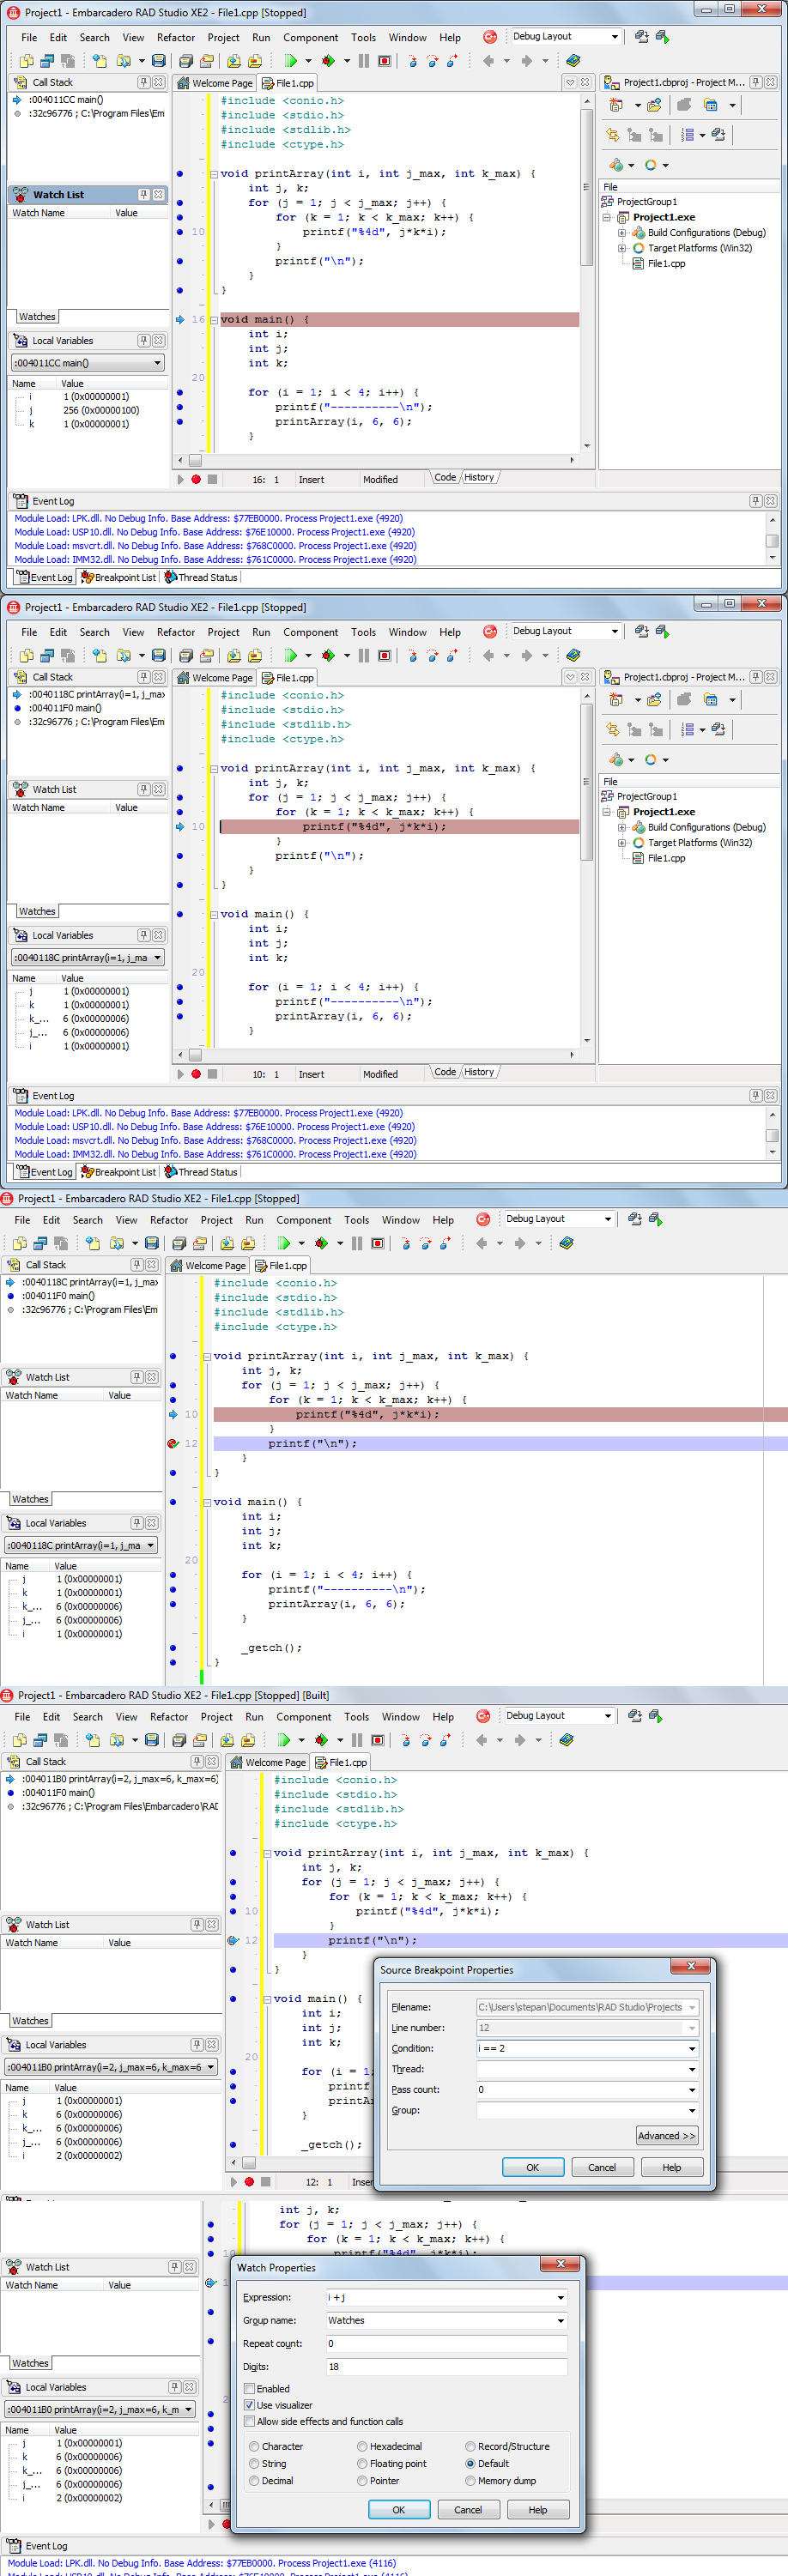 Project1 - Embarcadero RAD Studio XE2 - File1.cpp [Stopped]
File Edit Search View Refactor Project Run Component Tools Window Help Debug Layout
Call Stack
Welcome Page File1.cpp
Project1.cbproj - Project M...
:004011CC main()
:32c96776 ; C:\Program Files\Em
#include <conio.h>
#include <stdio.h>
#include <stdlib.h>
#include <ctype.h>
void printArray(int i, int j_max, int k_max) {
int j, k;
for (j = 1; j < j_max; j++) {
for (k = 1; k < k_max; k++) {
10 printf("%4d", j*k*i);
}
printf("\n");
}
}
16 void main() {
int i;
int j;
int k;
20
for (i = 1; i < 4; i++) {
printf("----------\n");
printArray(i, 6, 6);
}
Watch List
Watch Name Value
Watches
Local Variables
:004011CC main()
Name Value
i 1 (0x00000001)
j 256 (0x00000100)
k 1 (0x00000001)
File
ProjectGroup1
Project1.exe
Build Configurations (Debug)
Target Platforms (Win32)
File1.cpp
16: 1 Insert Modified Code History
Event Log
Module Load: LPK.dll. No Debug Info. Base Address: $77EB0000. Process Project1.exe (4920)
Module Load: USP10.dll. No Debug Info. Base Address: $76E10000. Process Project1.exe (4920)
Module Load: msvcrt.dll. No Debug Info. Base Address: $768C0000. Process Project1.exe (4920)
Module Load: IMM32.dll. No Debug Info. Base Address: $761C0000. Process Project1.exe (4920)
Event Log Breakpoint List Thread Status
Project1 - Embarcadero RAD Studio XE2 - File1.cpp [Stopped]
File Edit Search View Refactor Project Run Component Tools Window Help Debug Layout
Call Stack
Welcome Page File1.cpp
Project1.cbproj - Project M...
:0040118C printArray(i=1, j_max
:004011F0 main()
:32c96776 ; C:\Program Files\Em
#include <conio.h>
#include <stdio.h>
#include <stdlib.h>
#include <ctype.h>
void printArray(int i, int j_max, int k_max) {
int j, k;
for (j = 1; j < j_max; j++) {
for (k = 1; k < k_max; k++) {
10 printf("%4d", j*k*i);
}
printf("\n");
}
}
void main() {
int i;
int j;
int k;
20
for (i = 1; i < 4; i++) {
printf("----------\n");
printArray(i, 6, 6);
}
Watch List
Watch Name Value
Watches
Local Variables
:0040118C printArray(i=1, j_ma
Name Value
j 1 (0x00000001)
k 1 (0x00000001)
k_... 6 (0x00000006)
j_... 6 (0x00000006)
i 1 (0x00000001)
File
ProjectGroup1
Project1.exe
Build Configurations (Debug)
Target Platforms (Win32)
File1.cpp
10: 1 Insert Modified Code History
Event Log
Module Load: LPK.dll. No Debug Info. Base Address: $77EB0000. Process Project1.exe (4920)
Module Load: USP10.dll. No Debug Info. Base Address: $76E10000. Process Project1.exe (4920)
Module Load: msvcrt.dll. No Debug Info. Base Address: $768C0000. Process Project1.exe (4920)
Module Load: IMM32.dll. No Debug Info. Base Address: $761C0000. Process Project1.exe (4920)
Event Log Breakpoint List Thread Status
Project1 - Embarcadero RAD Studio XE2 - File1.cpp [Stopped]
File Edit Search View Refactor Project Run Component Tools Window Help Debug Layout
Call Stack
Welcome Page File1.cpp
:0040118C printArray(i=1, j_max
:004011F0 main()
:32c96776 ; C:\Program Files\Em
#include <conio.h>
#include <stdio.h>
#include <stdlib.h>
#include <ctype.h>
void printArray(int i, int j_max, int k_max) {
int j, k;
for (j = 1; j < j_max; j++) {
for (k = 1; k < k_max; k++) {
10 printf("%4d", j*k*i);
}
12 printf("\n");
}
}
void main() {
int i;
int j;
int k;
20
for (i = 1; i < 4; i++) {
printf("----------\n");
printArray(i, 6, 6);
}
_getch();
}
Watch List
Watch Name Value
Watches
Local Variables
:0040118C printArray(i=1, j_ma
Name Value
j 1 (0x00000001)
k 1 (0x00000001)
k_... 6 (0x00000006)
j_... 6 (0x00000006)
i 1 (0x00000001)
Project1 - Embarcadero RAD Studio XE2 - File1.cpp [Stopped] [Built]
File Edit Search View Refactor Project Run Component Tools Window Help Debug Layout
Call Stack
Welcome Page File1.cpp
:004011B0 printArray(i=2, j_max=6, k_max=6)
:004011F0 main()
:32c96776 ; C:\Program Files\Embarcadero\RAD
#include <conio.h>
#include <stdio.h>
#include <stdlib.h>
#include <ctype.h>
void printArray(int i, int j_max, int k_max) {
int j, k;
for (j = 1; j < j_max; j++) {
for (k = 1; k < k_max; k++) {
10 printf("%4d", j*k*i);
}
12 printf("\n");
}
}
void main() {
int i;
int j;
int k;
20
for (i = 1;
printf
printAr
}
_getch();
Watch List
Watch Name Value
Watches
Local Variables
:004011B0 printArray(i=2, j_max=6, k_max=6
Name Value
j 1 (0x00000001)
k 6 (0x00000006)
k_... 6 (0x00000006)
j_... 6 (0x00000006)
i 2 (0x00000002)
12: 1 Inser
Source Breakpoint Properties
Filename: C:\Users\stepan\Documents\RAD Studio\Projects
Line number: 12
Condition: i == 2
Thread:
Pass count: 0
Group:
Advanced >>
OK Cancel Help
int j, k;
for (j = 1; j < j_max; j++) {
for (k = 1; k < k_max; k++) {
printf("%4d", j*k*i);
Watch List
Watch Name Value
Watches
Local Variables
:004011B0 printArray(i=2, j_max=6, k_m
Name Value
j 1 (0x00000001)
k 6 (0x00000006)
k_... 6 (0x00000006)
j_... 6 (0x00000006)
i 2 (0x00000002)
Watch Properties
Expression: i + j
Group name: Watches
Repeat count: 0
Digits: 18
Enabled
Use visualizer
Allow side effects and function calls
Character Hexadecimal Record/Structure
String Floating point Default
Decimal Pointer Memory dump
OK Cancel Help
Event Log
Module Load: LPK.dll. No Debug Info. Base Address: $77EB0000. Process Project1.exe (4116)